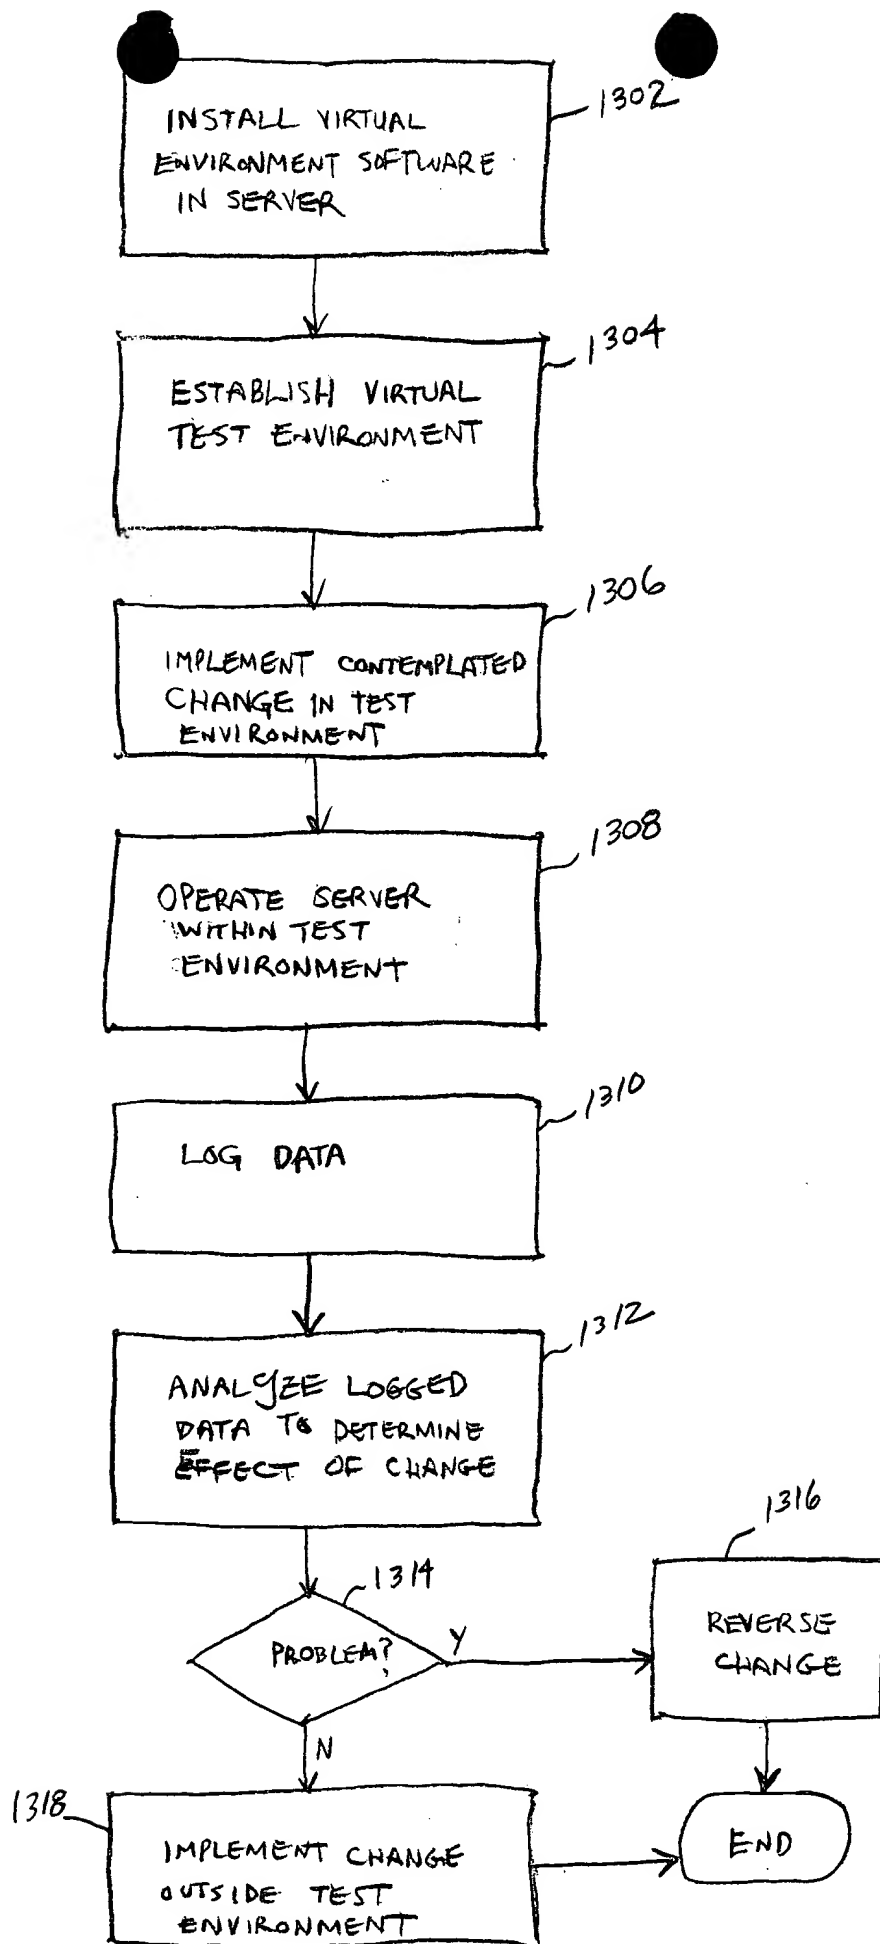 1302
INSTALL VIRTUAL
ENVIRONMENT SOFTWARE
IN SERVER
1304
ESTABLISH VIRTUAL
TEST ENVIRONMENT
1306
IMPLEMENT CONTEMPLATED
CHANGE IN TEST
ENVIRONMENT
1308
OPERATE SERVER
WITHIN TEST
ENVIRONMENT
1310
LOG DATA
1312
ANALYZE LOGGED
DATA TO DETERMINE
EFFECT OF CHANGE
1314
PROBLEM?
Y
1316
REVERSE
CHANGE
N
1318
IMPLEMENT CHANGE
OUTSIDE TEST
ENVIRONMENT
END